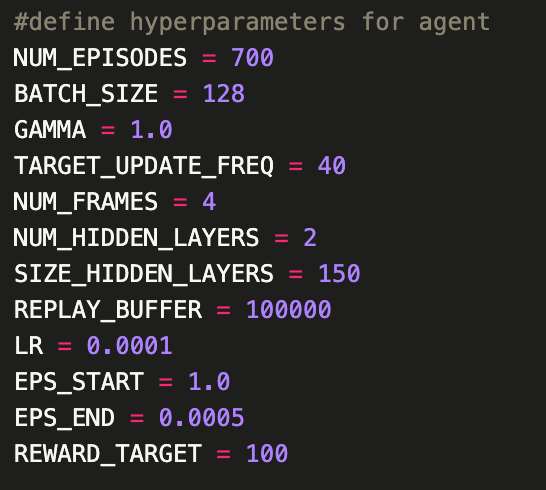 #define hyperparameters for agent
NUM_EPISODES = 700
BATCH_SIZE = 128
GAMMA = 1.0
TARGET_UPDATE_FREQ = 40
NUM_FRAMES = 4
NUM_HIDDEN_LAYERS = 2
SIZE_HIDDEN_LAYERS = 150
REPLAY_BUFFER = 100000
LR = 0.0001
EPS_START = 1.0
EPS_END = 0.0005
REWARD_TARGET = 100